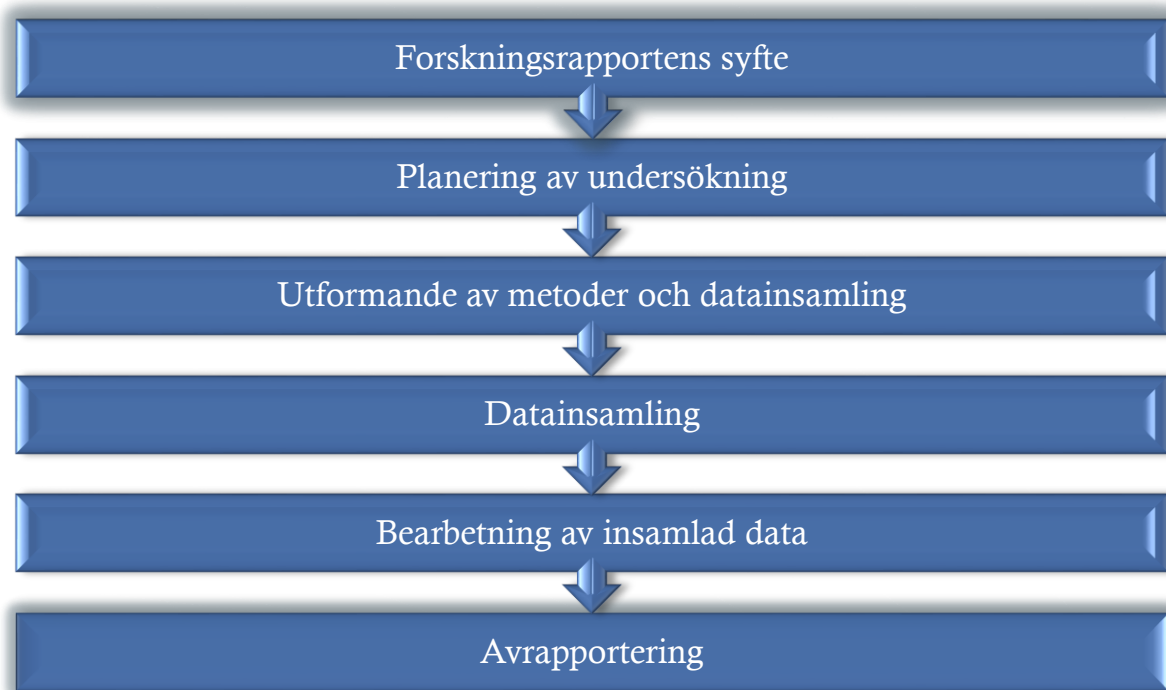 Forskningsrapportens syfte
Planering av undersökning
Utformande av metoder och datainsamling
Datainsamling
Bearbetning av insamlad data
Avrapportering